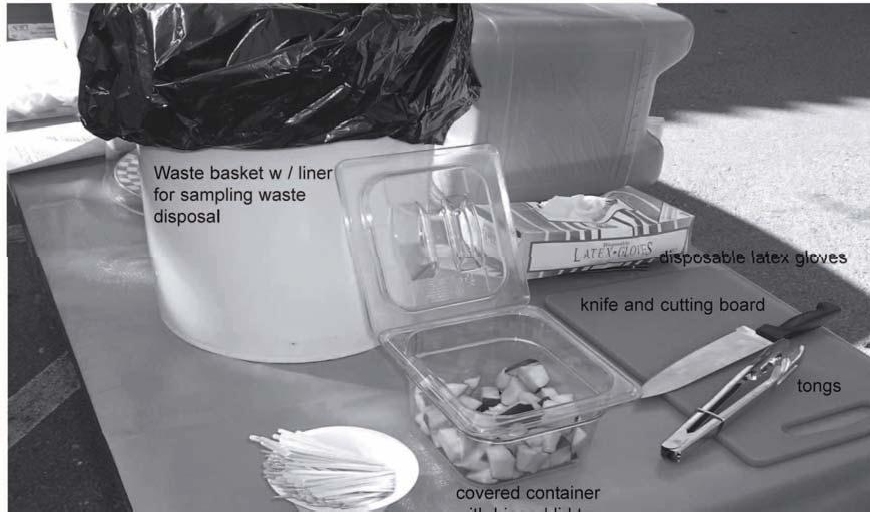 Waste basket w / liner
for sampling waste
disposal
Disposable
LATEX•GLOVES
disposable latex gloves
knife and cutting board
tongs
covered container